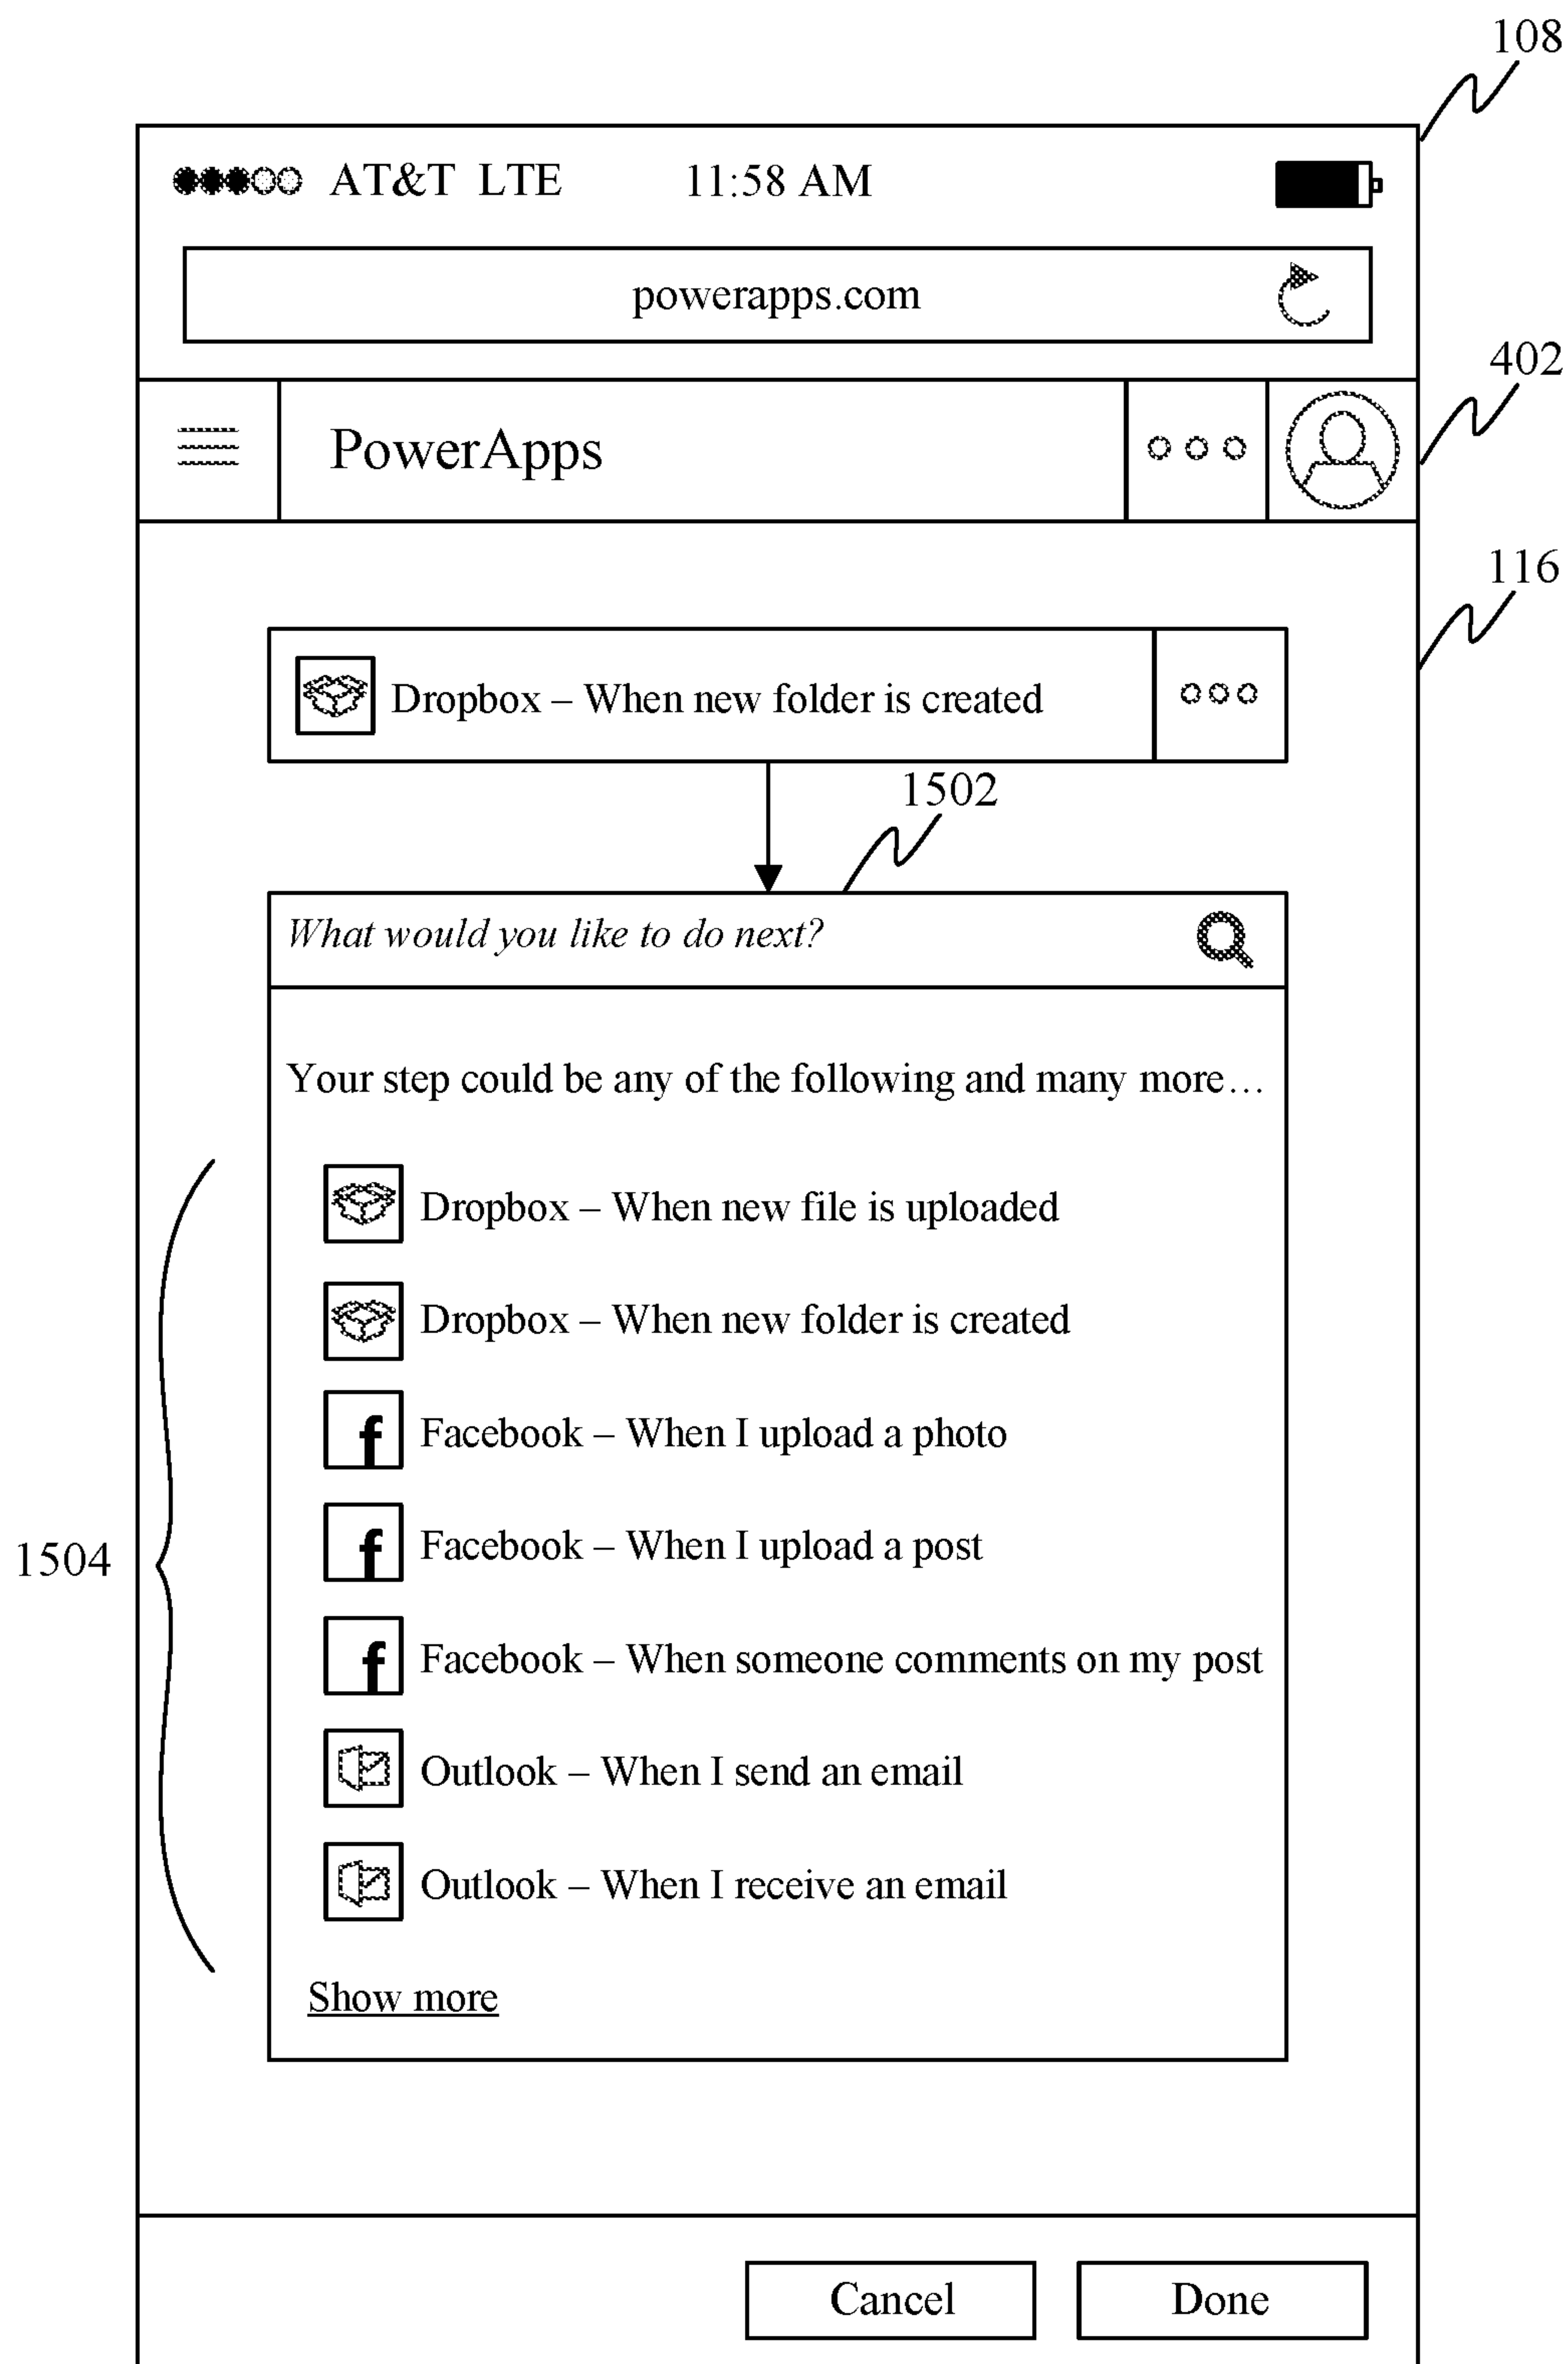 108
AT&T LTE 11:58 AM
powerapps.com
402
PowerApps
116
Dropbox – When new folder is created
1502
What would you like to do next?
Your step could be any of the following and many more…
Dropbox – When new file is uploaded
Dropbox – When new folder is created
f Facebook – When I upload a photo
f Facebook – When I upload a post
1504
f Facebook – When someone comments on my post
Outlook – When I send an email
Outlook – When I receive an email
Show more
Cancel Done